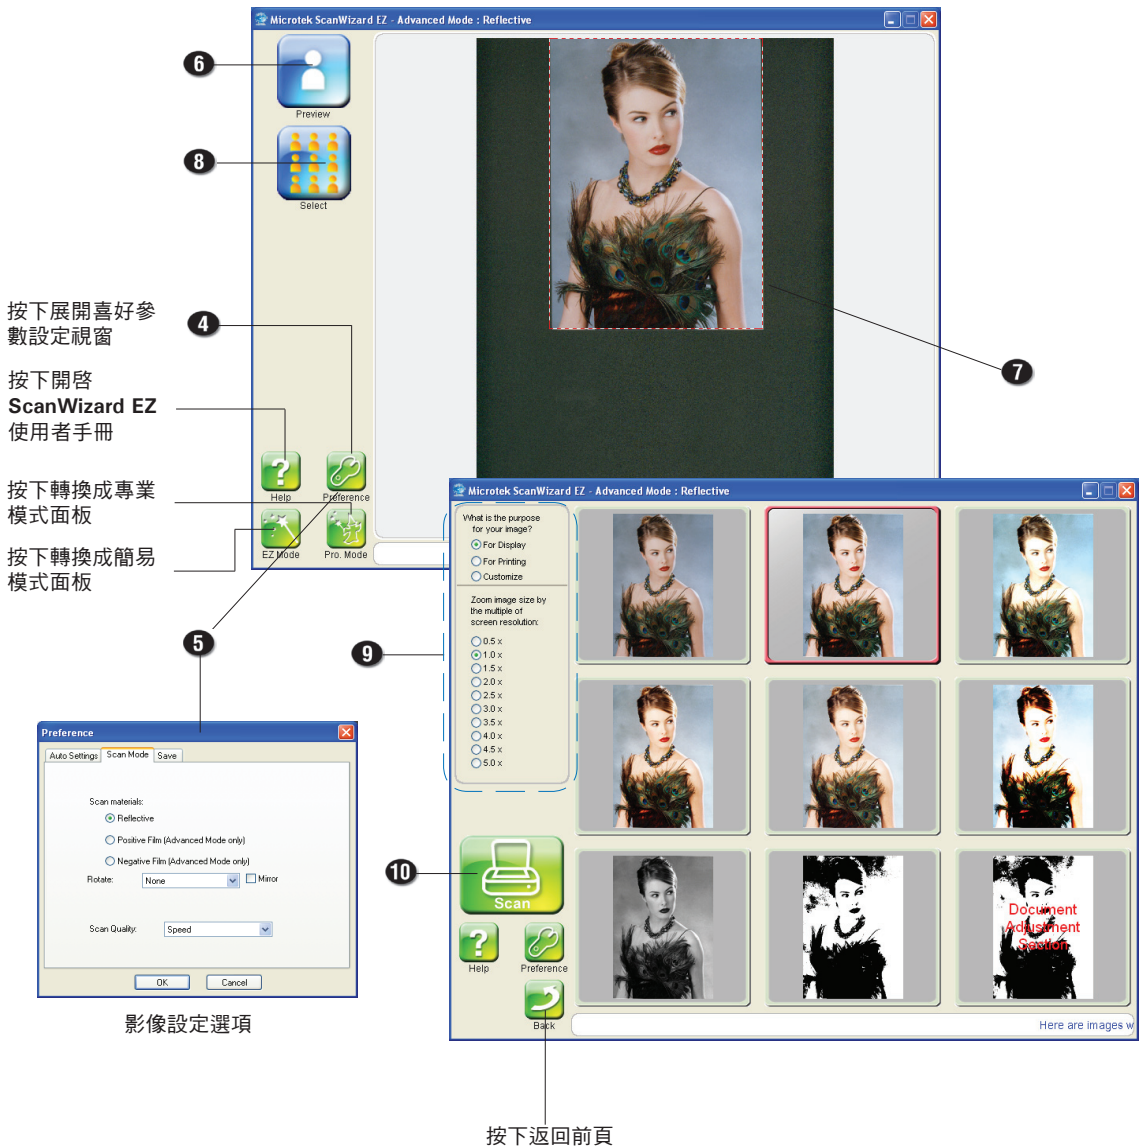 Microtek ScanWizard EZ - Advanced Mode : Reflective
6
Preview
8
Select
按下展開喜好參
數設定視窗
4
按下開啓
ScanWizard EZ
使用者手冊
7
按下轉換成專業
模式面板
按下轉換成簡易
模式面板
Help
Preference
EZ Mode
Pro. Mode
5
Preference
Auto Settings
Scan Mode
Save
Scan materials:
Reflective
Positive Film (Advanced Mode only)
Negative Film (Advanced Mode only)
Rotate:
None
Mirror
Scan Quality:
Speed
OK
Cancel
影像設定選項
Microtek ScanWizard EZ - Advanced Mode : Reflective
What is the purpose
for your image?
For Display
For Printing
Customize
Zoom image size by
the multiple of
screen resolution:
0.5 x
1.0 x
1.5 x
2.0 x
2.5 x
3.0 x
3.5 x
4.0 x
4.5 x
5.0 x
9
10
Scan
Help
Preference
Back
Document
Adjustment
Section
Here are images w
按下返回前頁